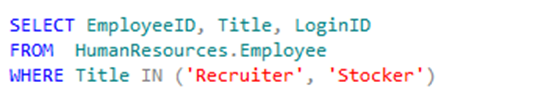 SELECT EmployeeID, Title, LoginID
FROM  HumanResources.Employee
WHERE Title IN ('Recruiter', 'Stocker')